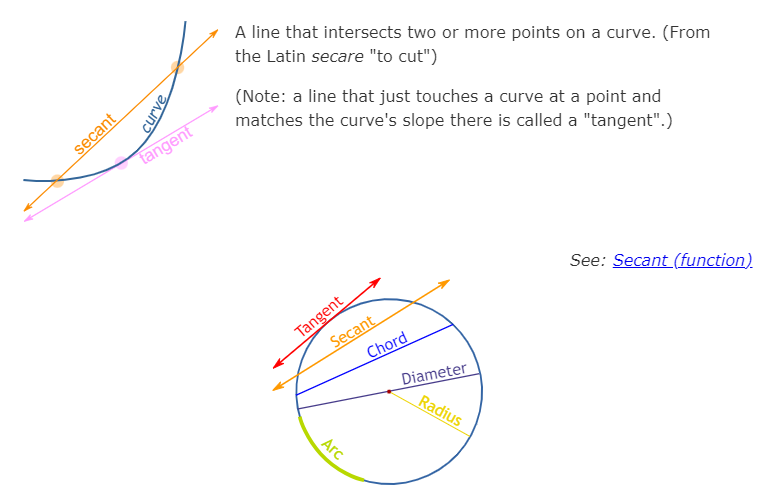 A line that intersects two or more points on a curve. (From
the Latin secare "to cut")
(Note: a line that just touches a curve at a point and
matches the curve's slope there is called a "tangent".)
secant
curve
tangent
See: Secant (function)
Tangent
Secant
Chord
Diameter
Radius
Arc